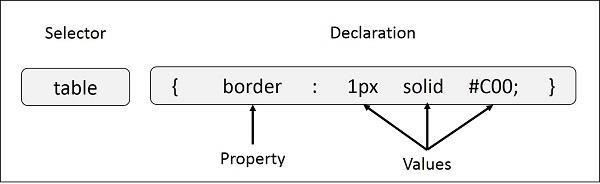 Selector Declaration
table { border : 1px solid #C00; }
Property Values